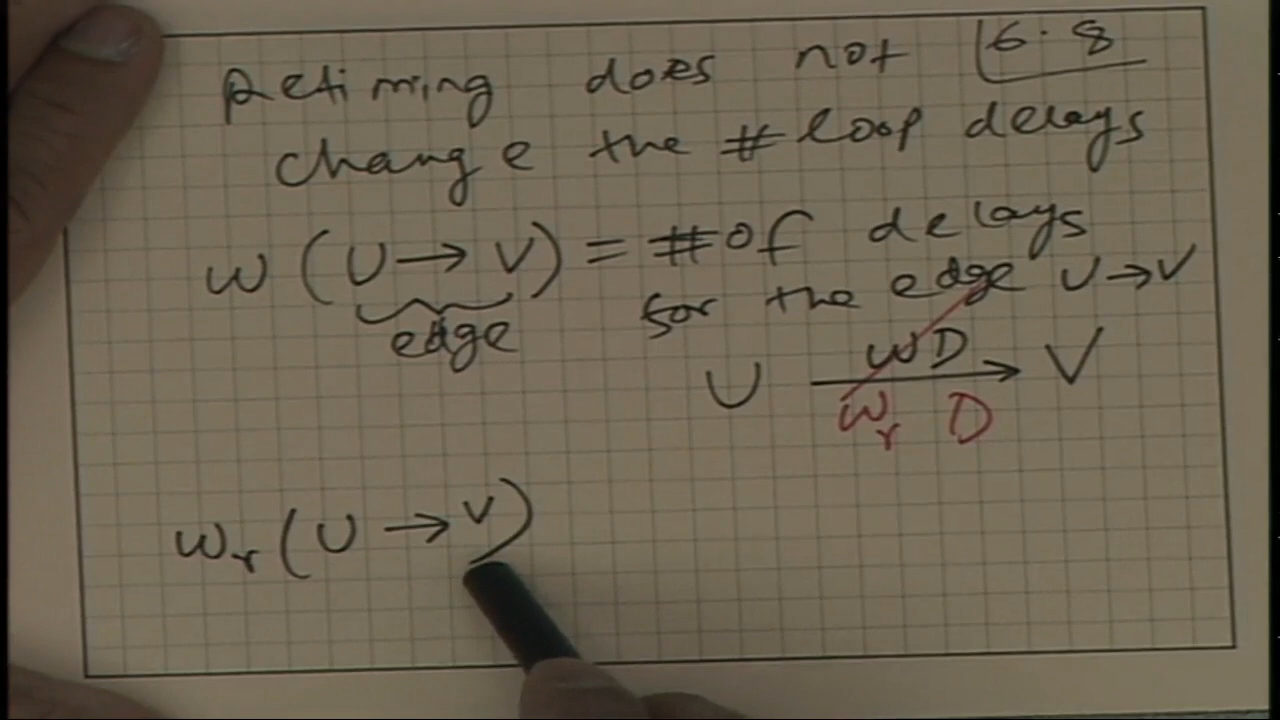 Retiming does not 6.8
change the # loop delays
w (U → V) = # of delays
edge for the edge U → V
U wD V
wr D
wr (U → V)